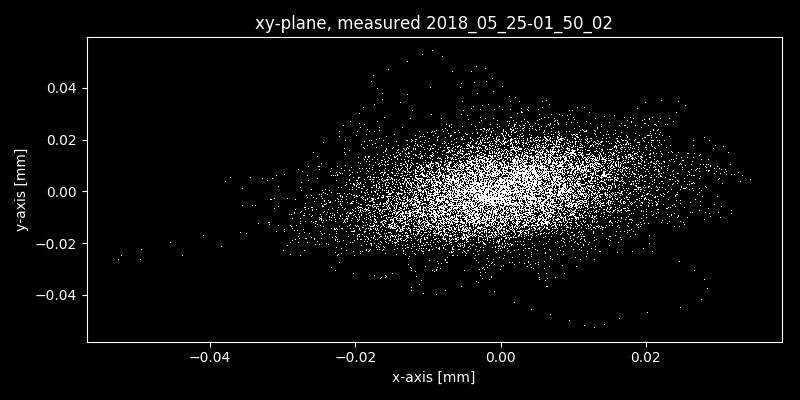 xy-plane, measured 2018_05_25-01_50_02
y-axis [mm]
0.04
0.02
0.00
−0.02
−0.04
−0.04 −0.02 0.00 0.02
x-axis [mm]